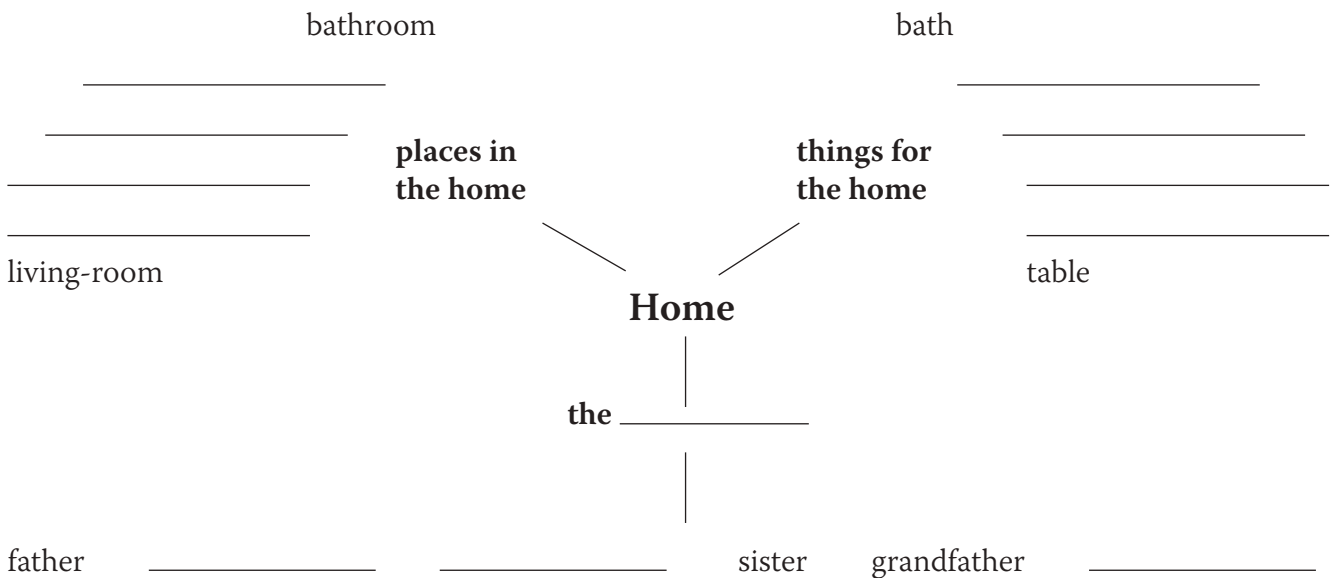 bathroom
bath
places in
the home
things for
the home
living-room
table
Home
the
father sister grandfather